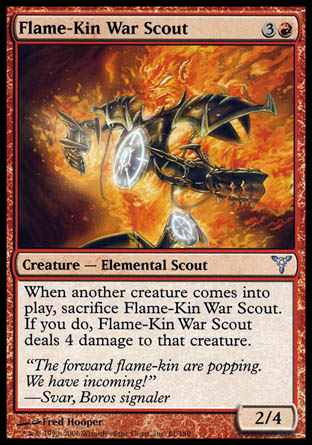 Flame-Kin War Scout 3
Creature — Elemental Scout
When another creature comes into
play, sacrifice Flame-Kin War Scout.
If you do, Flame-Kin War Scout
deals 4 damage to that creature.
“The forward flame-kin are popping.
We have incoming!”
—Svar, Boros signaler
Fred Hooper
2/4